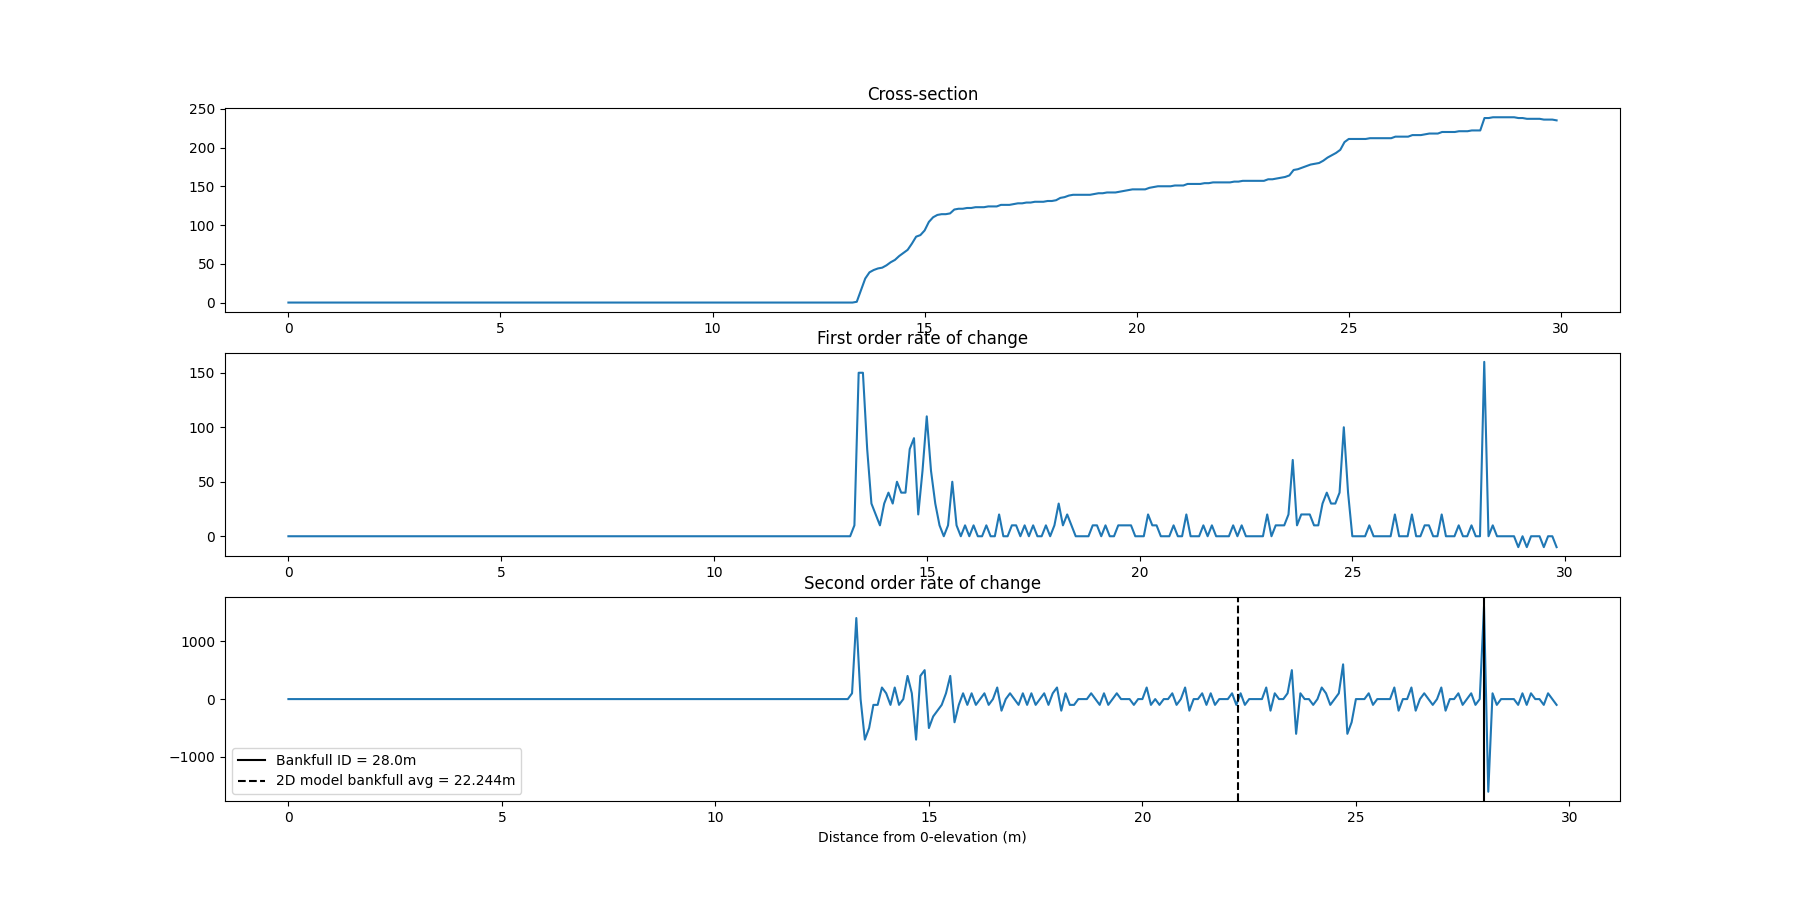 Cross-section
250
200
150
100
50
0
0 5 10 15 20 25 30
First order rate of change
150
100
50
0
0 5 10 15 20 25 30
Second order rate of change
1000
0
−1000
Bankfull ID = 28.0m
2D model bankfull avg = 22.244m
0 5 10 15 20 25 30
Distance from 0-elevation (m)